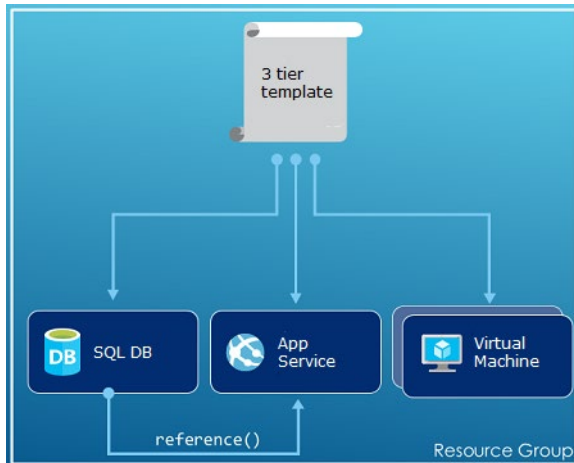 3 tier
template
DB
SQL DB
App
Service
Virtual
Machine
reference()
Resource Group